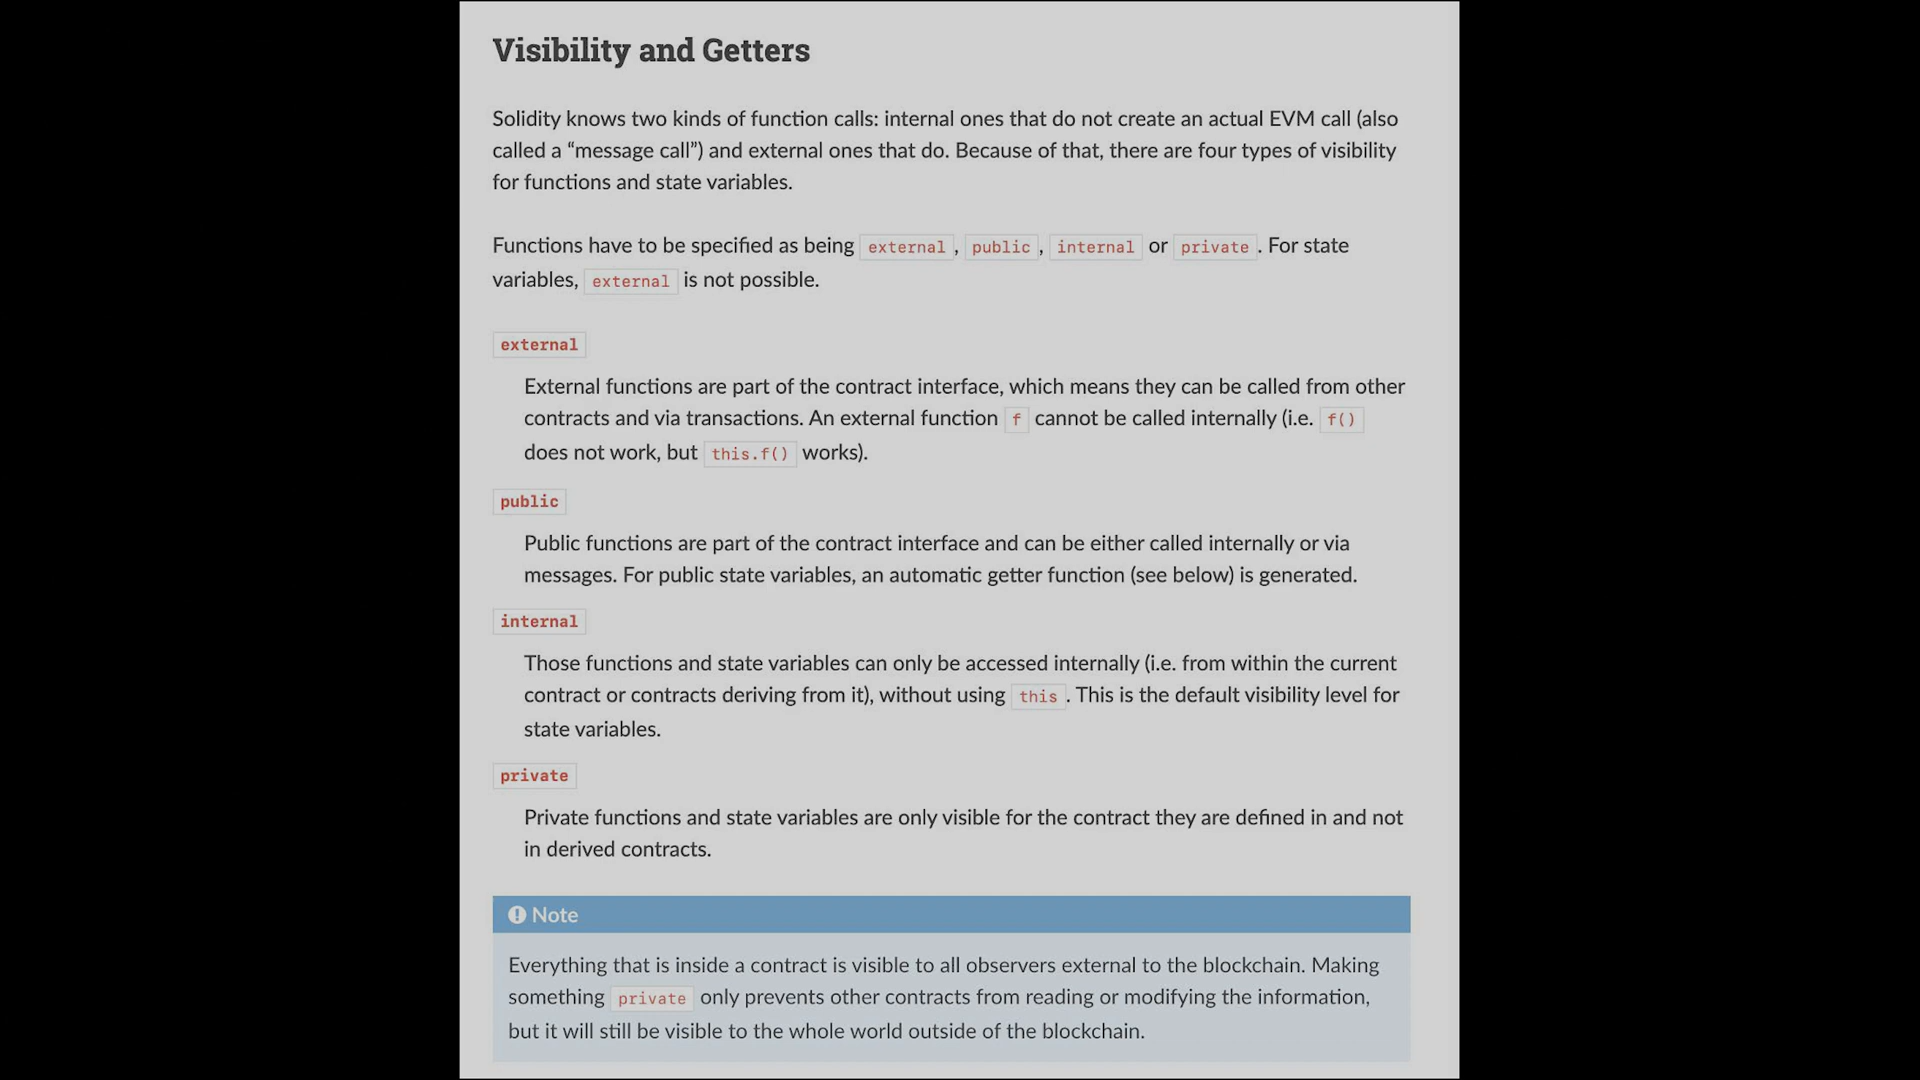 Visibility and Getters
Solidity knows two kinds of function calls: internal ones that do not create an actual EVM call (also
called a “message call”) and external ones that do. Because of that, there are four types of visibility
for functions and state variables.
Functions have to be specified as being external, public, internal or private. For state
variables, external is not possible.
external
External functions are part of the contract interface, which means they can be called from other
contracts and via transactions. An external function f cannot be called internally (i.e. f()
does not work, but this.f() works).
public
Public functions are part of the contract interface and can be either called internally or via
messages. For public state variables, an automatic getter function (see below) is generated.
internal
Those functions and state variables can only be accessed internally (i.e. from within the current
contract or contracts deriving from it), without using this. This is the default visibility level for
state variables.
private
Private functions and state variables are only visible for the contract they are defined in and not
in derived contracts.
Note
Everything that is inside a contract is visible to all observers external to the blockchain. Making
something private only prevents other contracts from reading or modifying the information,
but it will still be visible to the whole world outside of the blockchain.